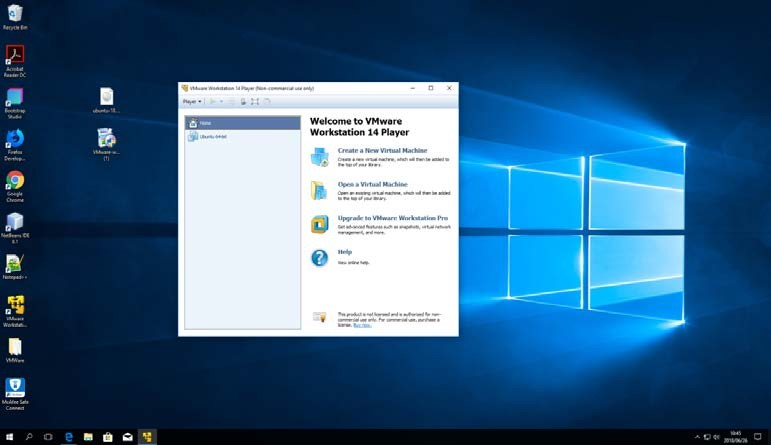 Recycle Bin
Acrobat
Reader DC
Bootstrap
Studio
Firefox
Develop...
Google
Chrome
NetBeans IDE
8.1
Notepad++
VMware
Workstati...
VMWare
McAfee Safe
Connect
ubuntu-18....
VMware-w...
(1)
VMware Workstation 14 Player (Non-commercial use only)
Player
Home
Ubuntu 64-bit
Welcome to VMware
Workstation 14 Player
Create a New Virtual Machine
Create a new virtual machine, which will then be added to
the top of your library.
Open a Virtual Machine
Open an existing virtual machine, which will then be added
to the top of your library.
Upgrade to VMware Workstation Pro
Get advanced features such as snapshots, virtual network
management, and more.
Help
View online help.
This product is not licensed and is authorized for non-
commercial use only. For commercial use, purchase a
license. Buy now.
10:45
2018/06/26